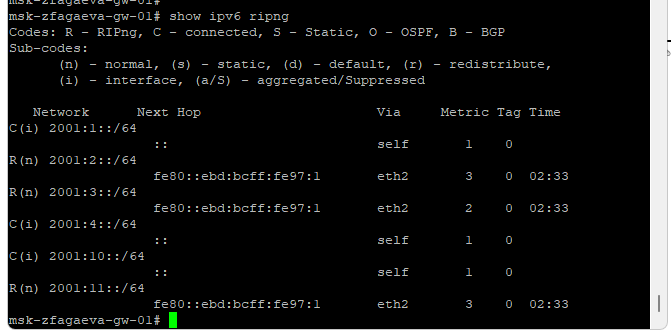 msk-zfagaeva-gw-01#
msk-zfagaeva-gw-01# show ipv6 ripng
Codes: R - RIPng, C - connected, S - Static, O - OSPF, B - BGP
Sub-codes:
      (n) - normal, (s) - static, (d) - default, (r) - redistribute,
      (i) - interface, (a/S) - aggregated/Suppressed

   Network      Next Hop                      Via     Metric Tag Time
C(i) 2001:1::/64
                  ::                          self       1    0
R(n) 2001:2::/64
                  fe80::ebd:bcff:fe97:1       eth2       3    0  02:33
R(n) 2001:3::/64
                  fe80::ebd:bcff:fe97:1       eth2       2    0  02:33
C(i) 2001:4::/64
                  ::                          self       1    0
C(i) 2001:10::/64
                  ::                          self       1    0
R(n) 2001:11::/64
                  fe80::ebd:bcff:fe97:1       eth2       3    0  02:33
msk-zfagaeva-gw-01#